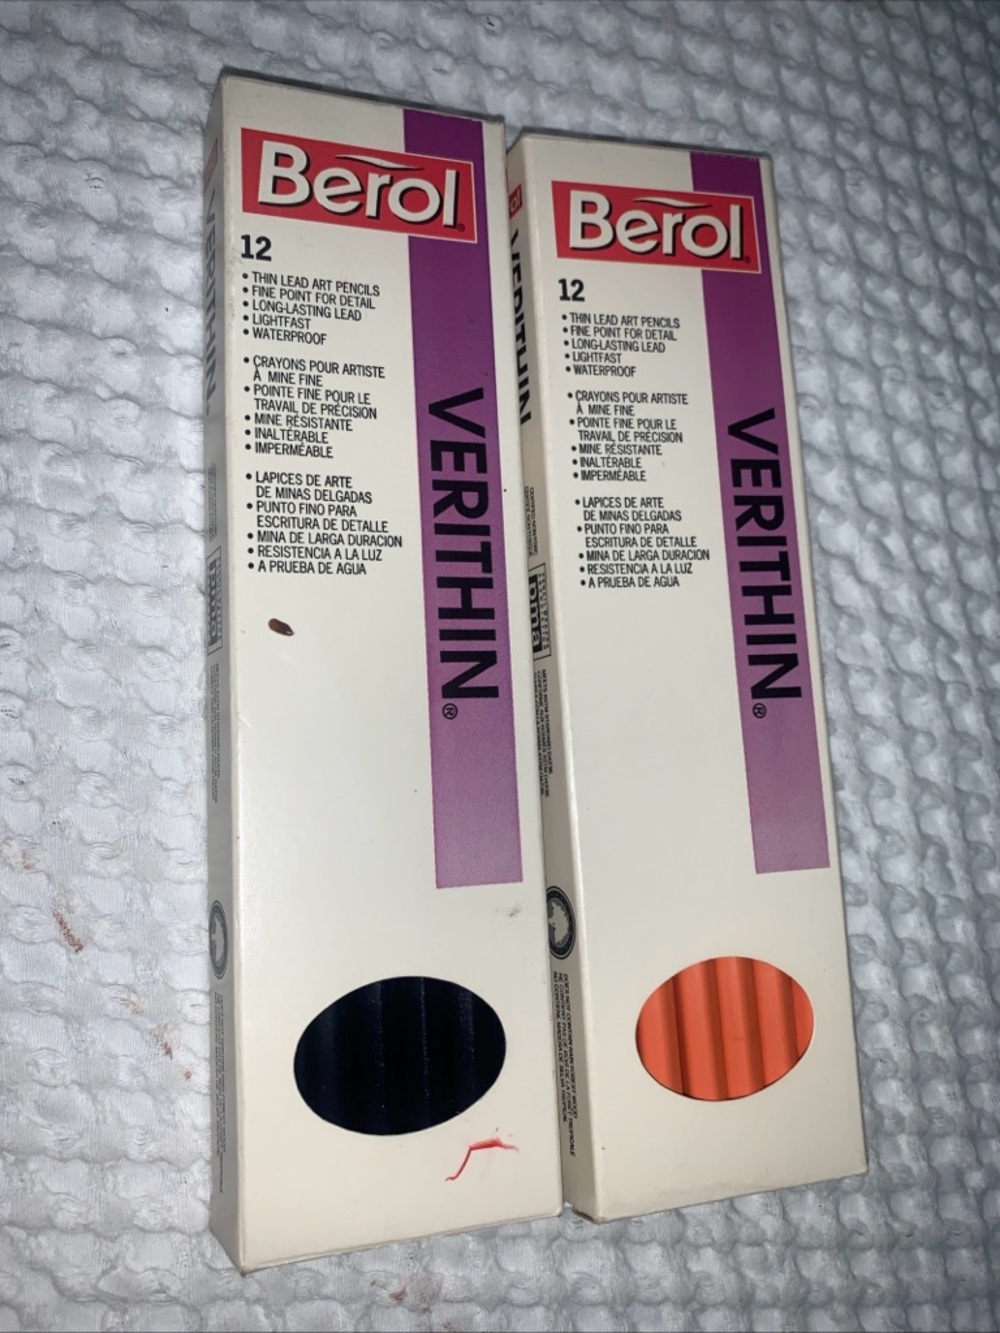 Berol
12
• THIN LEAD ART PENCILS
• FINE POINT FOR DETAIL
• LONG-LASTING LEAD
• LIGHTFAST
• WATERPROOF
• CRAYONS POUR ARTISTE
À MINE FINE
• POINTE FINE POUR LE
TRAVAIL DE PRÉCISION
• MINE RÉSISTANTE
• INALTÉRABLE
• IMPERMÉABLE
• LAPICES DE ARTE
DE MINAS DELGADAS
• PUNTO FINO PARA
ESCRITURA DE DETALLE
• MINA DE LARGA DURACION
• RESISTENCIA A LA LUZ
• A PRUEBA DE AGUA
VERITHIN®
VERITHIN
Berol
12
• THIN LEAD ART PENCILS
• FINE POINT FOR DETAIL
• LONG-LASTING LEAD
• LIGHTFAST
• WATERPROOF
• CRAYONS POUR ARTISTE
À MINE FINE
• POINTE FINE POUR LE
TRAVAIL DE PRÉCISION
• MINE RÉSISTANTE
• INALTÉRABLE
• IMPERMÉABLE
• LAPICES DE ARTE
DE MINAS DELGADAS
• PUNTO FINO PARA
ESCRITURA DE DETALLE
• MINA DE LARGA DURACION
• RESISTENCIA A LA LUZ
• A PRUEBA DE AGUA
VERITHIN®
VERITHIN
pma